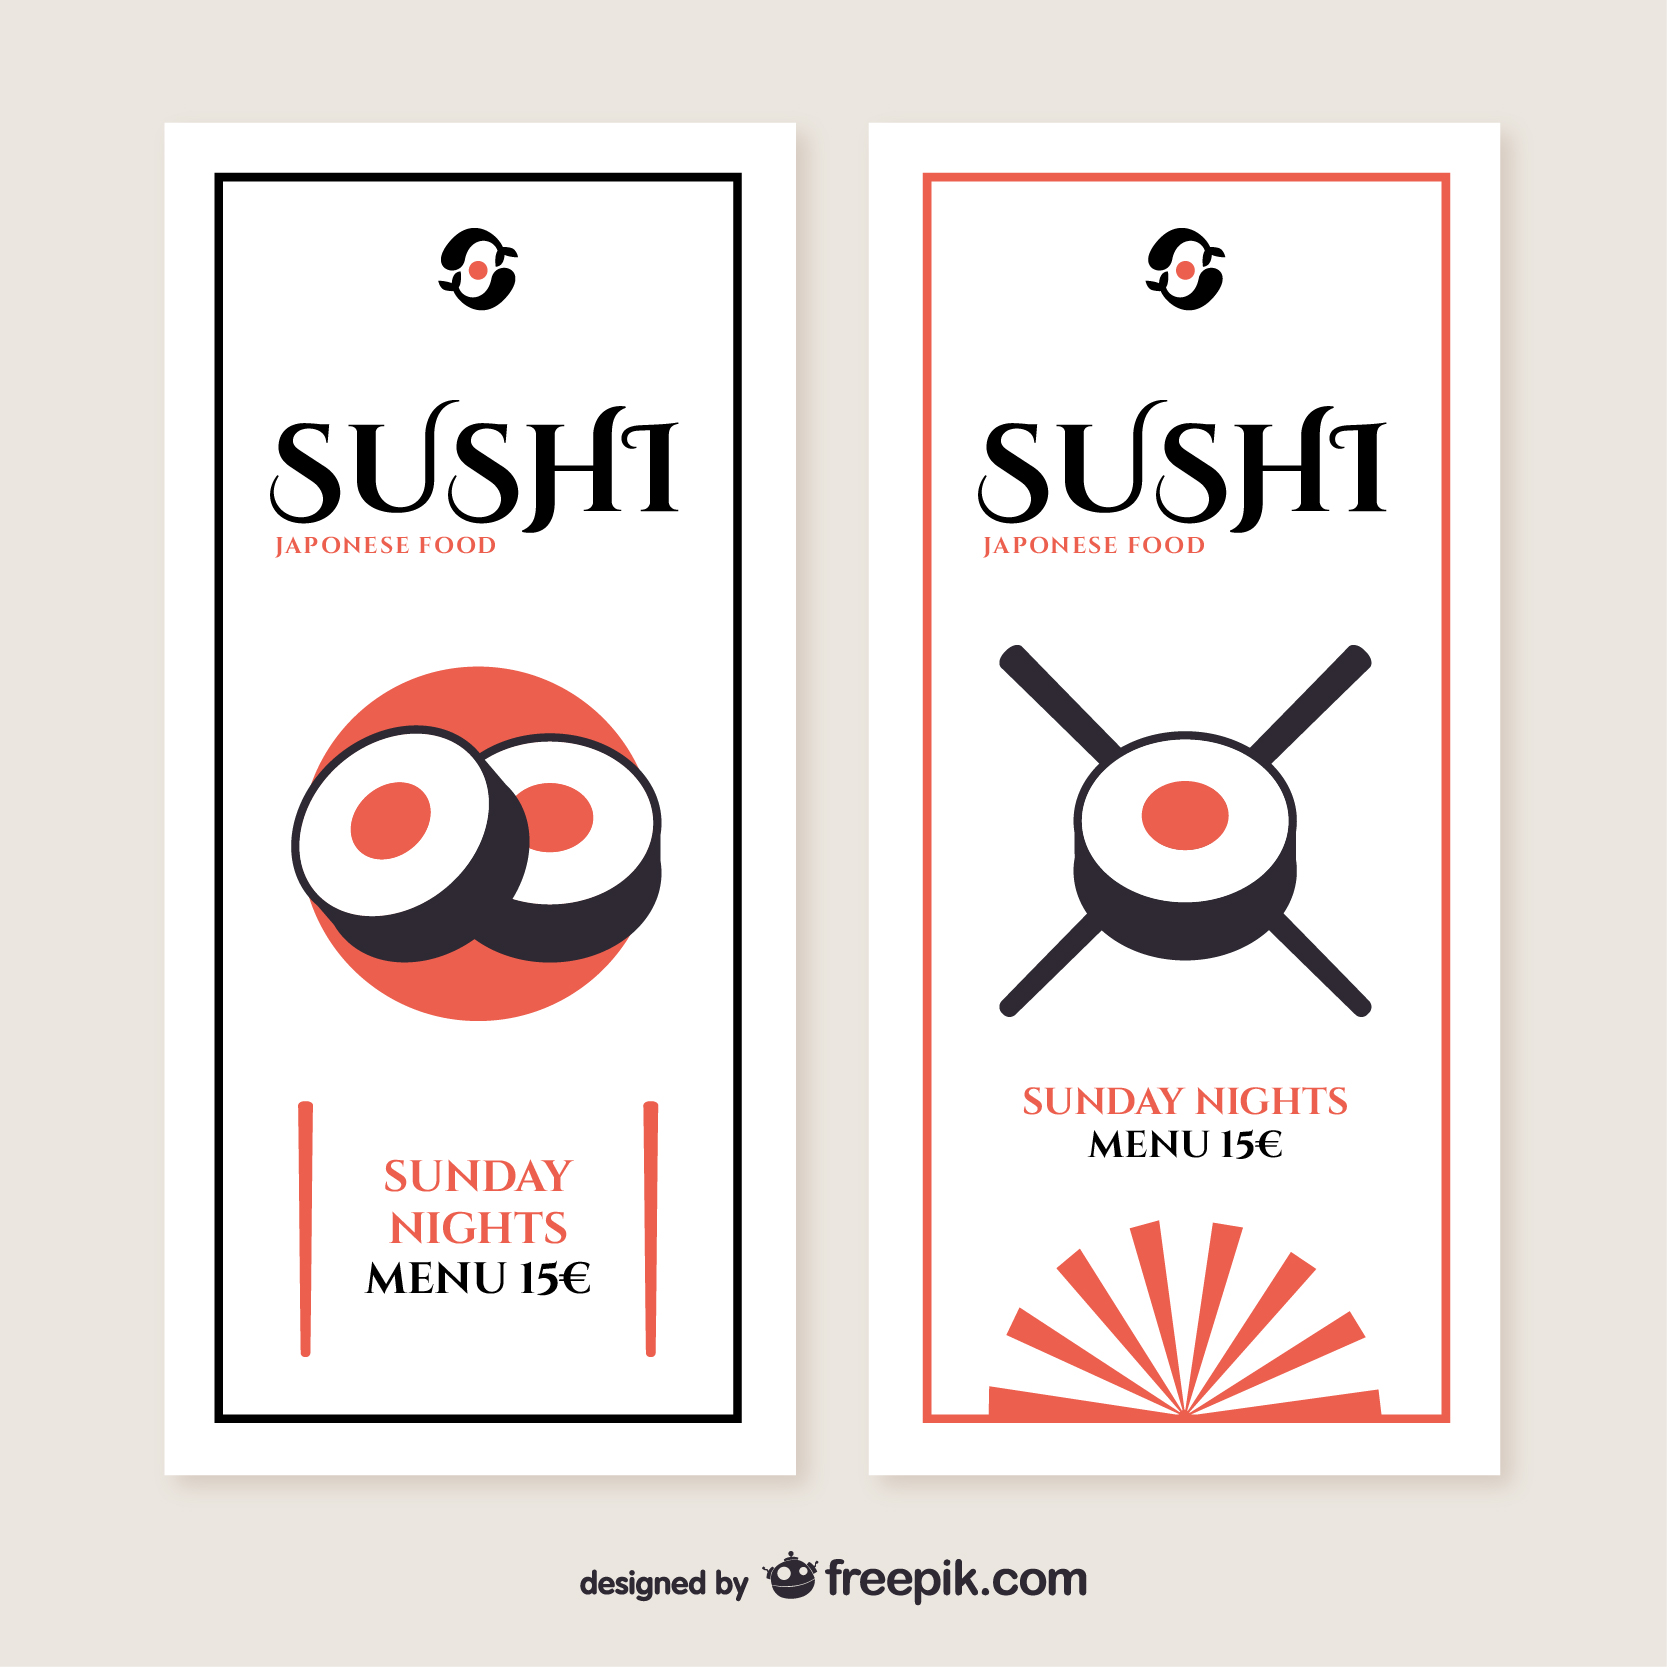 SUSHI
JAPONESE FOOD
SUNDAY
NIGHTS
MENU 15€
SUSHI
JAPONESE FOOD
SUNDAY NIGHTS
MENU 15€
designed by freepik.com